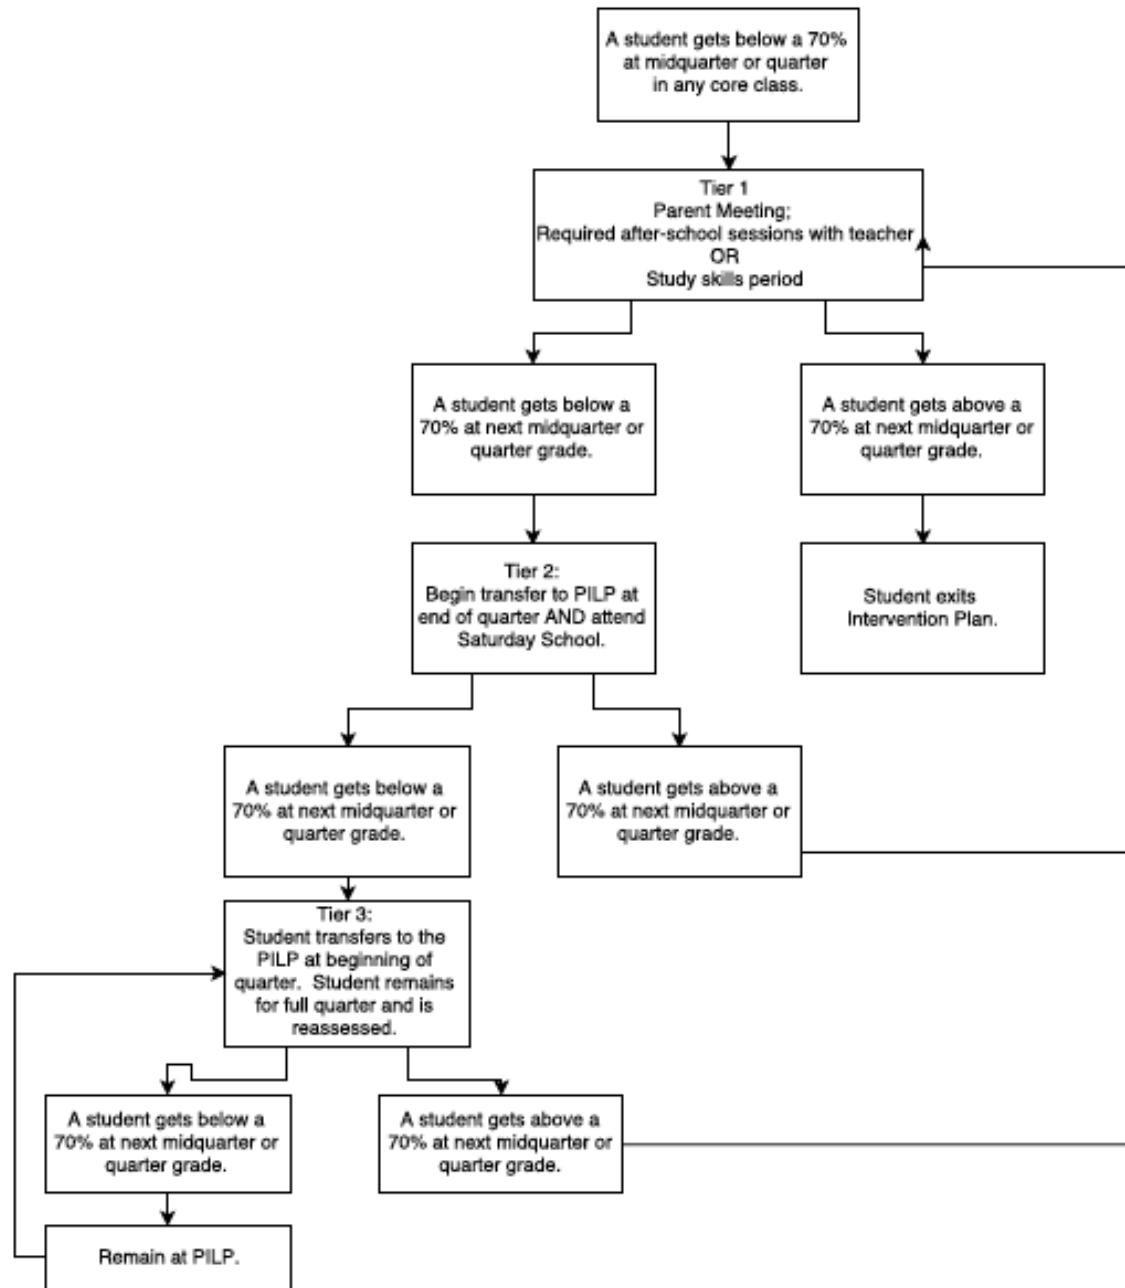 A student gets below a 70%
at midquarter or quarter
in any core class.
Tier 1
Parent Meeting;
Required after-school sessions with teacher
OR
Study skills period
A student gets below a
70% at next midquarter or
quarter grade.
A student gets above a
70% at next midquarter or
quarter grade.
Tier 2:
Begin transfer to PILP at
end of quarter AND attend
Saturday School.
Student exits
Intervention Plan.
A student gets below a
70% at next midquarter or
quarter grade.
A student gets above a
70% at next midquarter or
quarter grade.
Tier 3:
Student transfers to the
PILP at beginning of
quarter. Student remains
for full quarter and is
reassessed.
A student gets below a
70% at next midquarter or
quarter grade.
A student gets above a
70% at next midquarter or
quarter grade.
Remain at PILP.